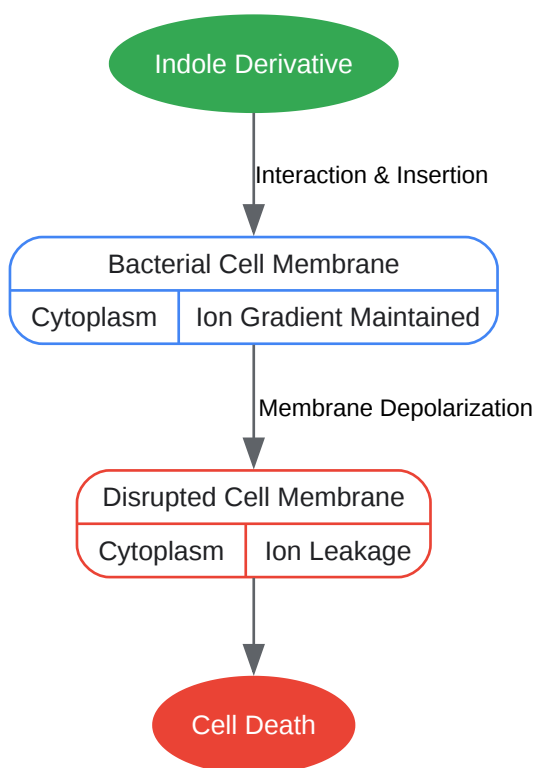 Indole Derivative
Interaction & Insertion
Bacterial Cell Membrane
Cytoplasm
Ion Gradient Maintained
Membrane Depolarization
Disrupted Cell Membrane
Cytoplasm
Ion Leakage
Cell Death